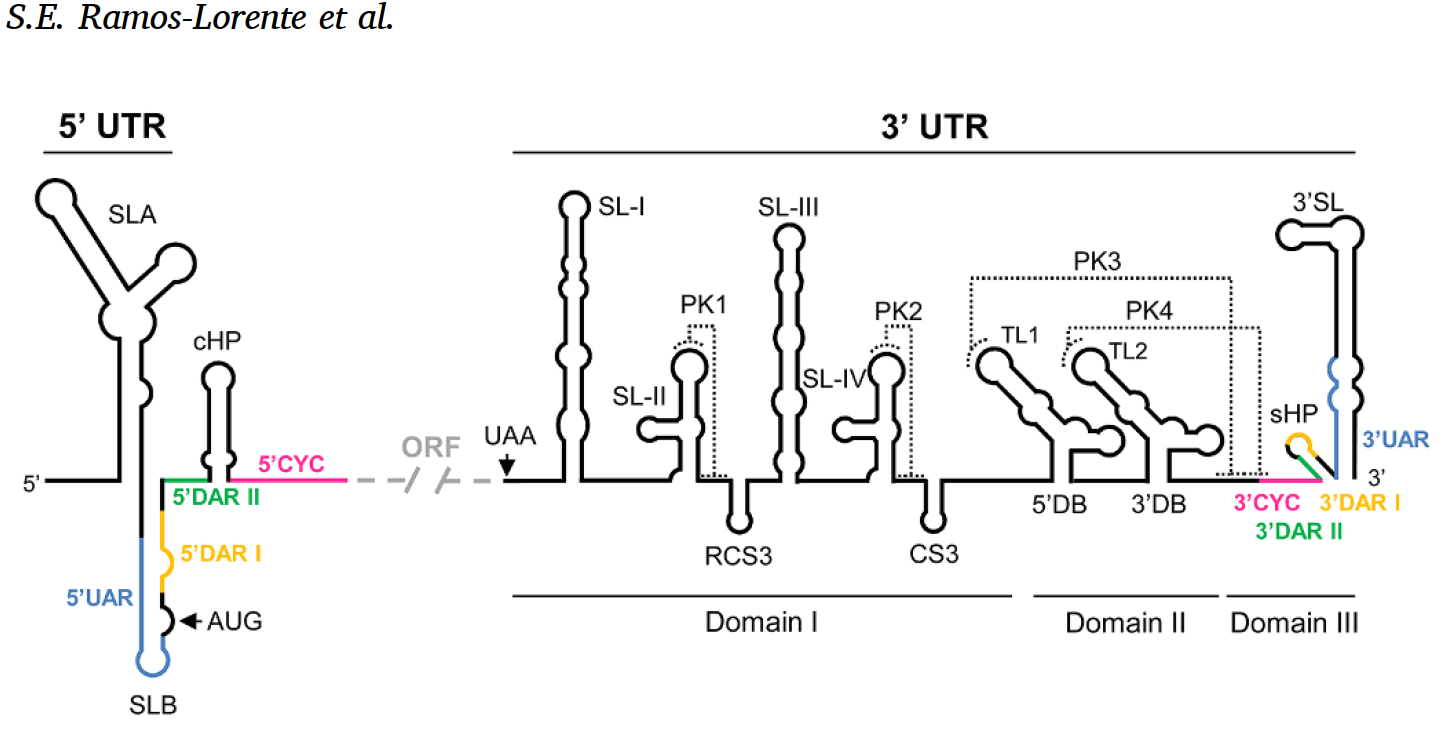 S.E. Ramos-Lorente et al.
5’ UTR
3’ UTR
SLA
SL-I
SL-III
3’SL
PK3
PK1
PK2
PK4
cHP
TL1
TL2
SL-II
SL-IV
sHP
UAA
ORF
3’UAR
5’CYC
5’
3’
5’DAR II
5’DB
3’DB
3’CYC
3’DAR I
3’DAR II
5’DAR I
RCS3
CS3
5’UAR
AUG
Domain I
Domain II
Domain III
SLB